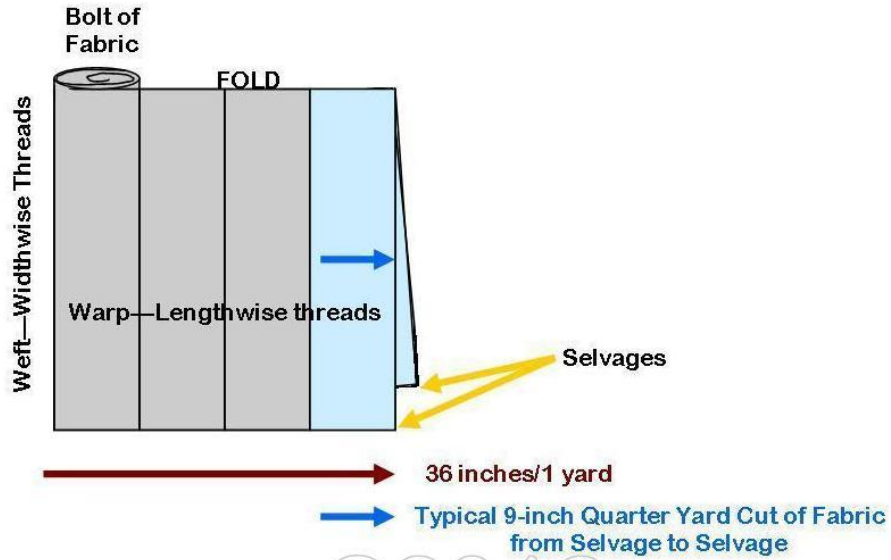 Bolt of
Fabric
FOLD
Weft—Widthwise Threads
Warp—Lengthwise threads
Selvages
36 inches/1 yard
Typical 9-inch Quarter Yard Cut of Fabric
from Selvage to Selvage